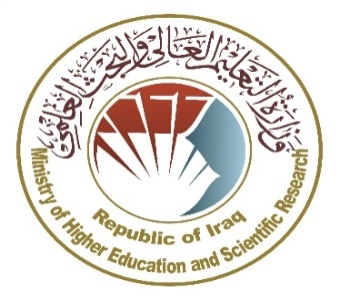 وزارة التعليم العالي والبحث العلمي
Republic of Iraq
Ministry of Higher Education and Scientific Research